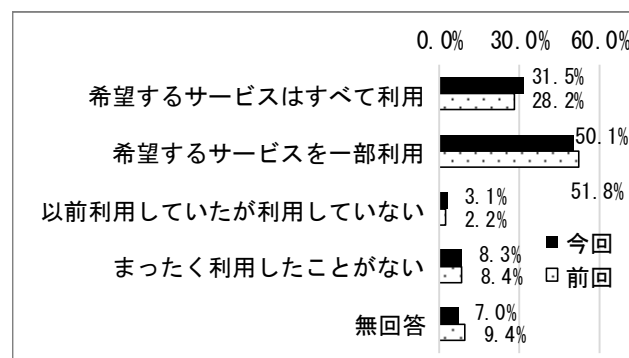 0.0% 30.0% 60.0%
希望するサービスはすべて利用
31.5%
28.2%
希望するサービスを一部利用
50.1%
51.8%
以前利用していたが利用していない
3.1%
2.2%
まったく利用したことがない
8.3%
8.4%
無回答
7.0%
9.4%
今回
前回